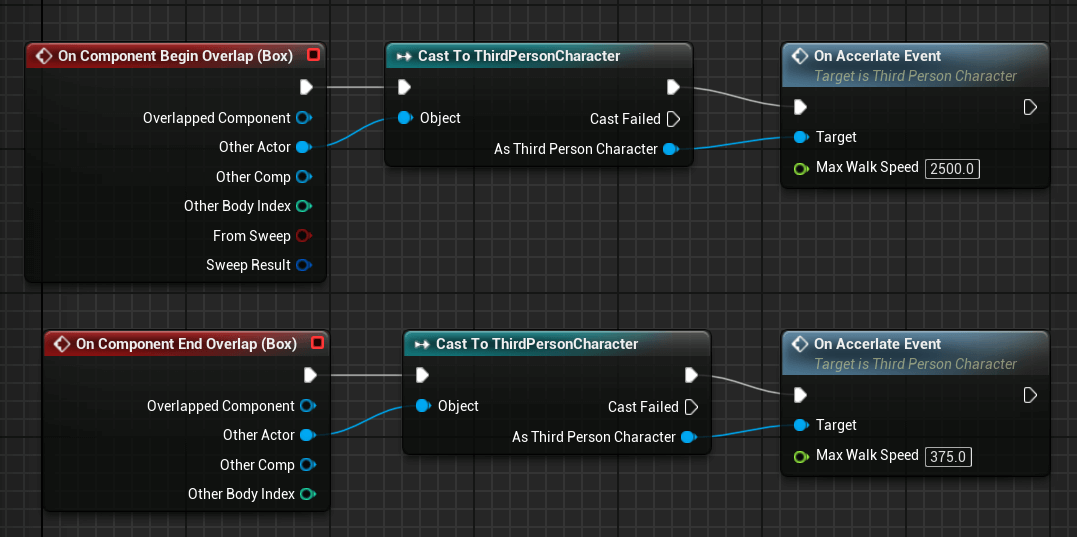 On Component Begin Overlap (Box)
Overlapped Component
Other Actor
Other Comp
Other Body Index
From Sweep
Sweep Result
Cast To ThirdPersonCharacter
Object
Cast Failed
As Third Person Character
On Accerlate Event
Target is Third Person Character
Target
Max Walk Speed 2500.0
On Component End Overlap (Box)
Overlapped Component
Other Actor
Other Comp
Other Body Index
Cast To ThirdPersonCharacter
Object
Cast Failed
As Third Person Character
On Accerlate Event
Target is Third Person Character
Target
Max Walk Speed 375.0